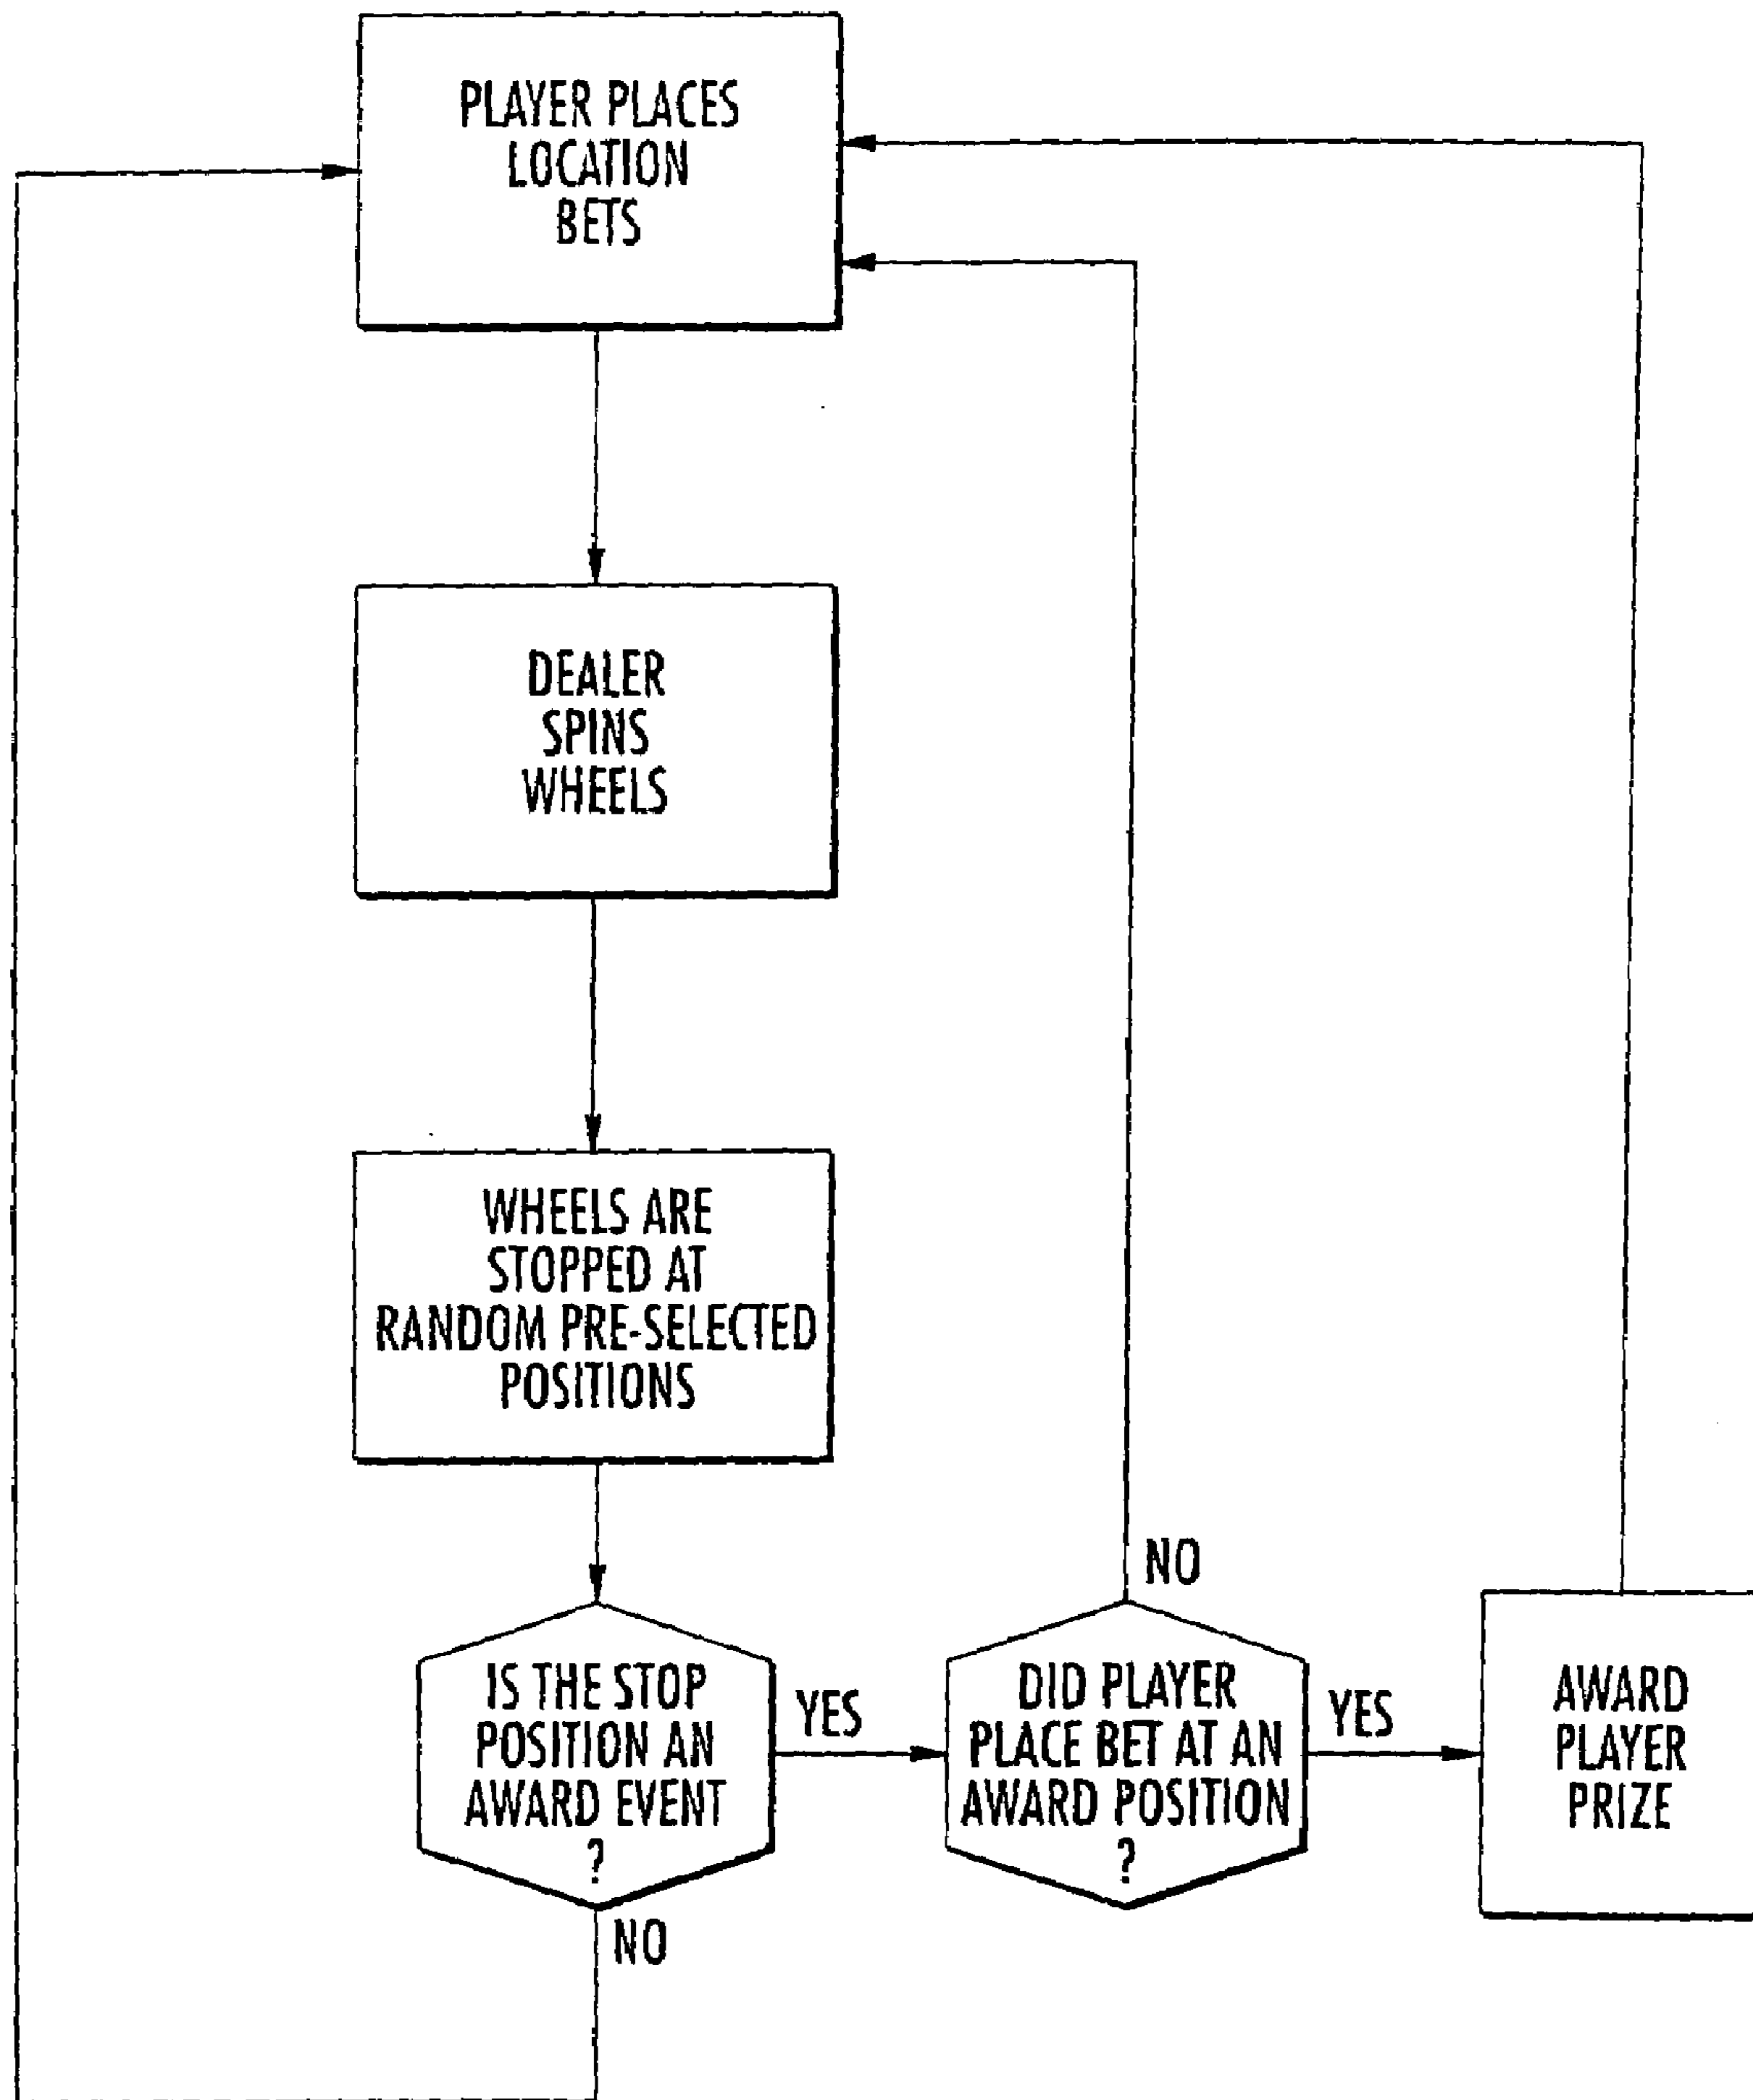 PLAYER PLACES
LOCATION
BETS
DEALER
SPINS
WHEELS
WHEELS ARE
STOPPED AT
RANDOM PRE-SELECTED
POSITIONS
IS THE STOP
POSITION AN
AWARD EVENT
?
YES
NO
DID PLAYER
PLACE BET AT AN
AWARD POSITION
?
NO
YES
AWARD
PLAYER
PRIZE